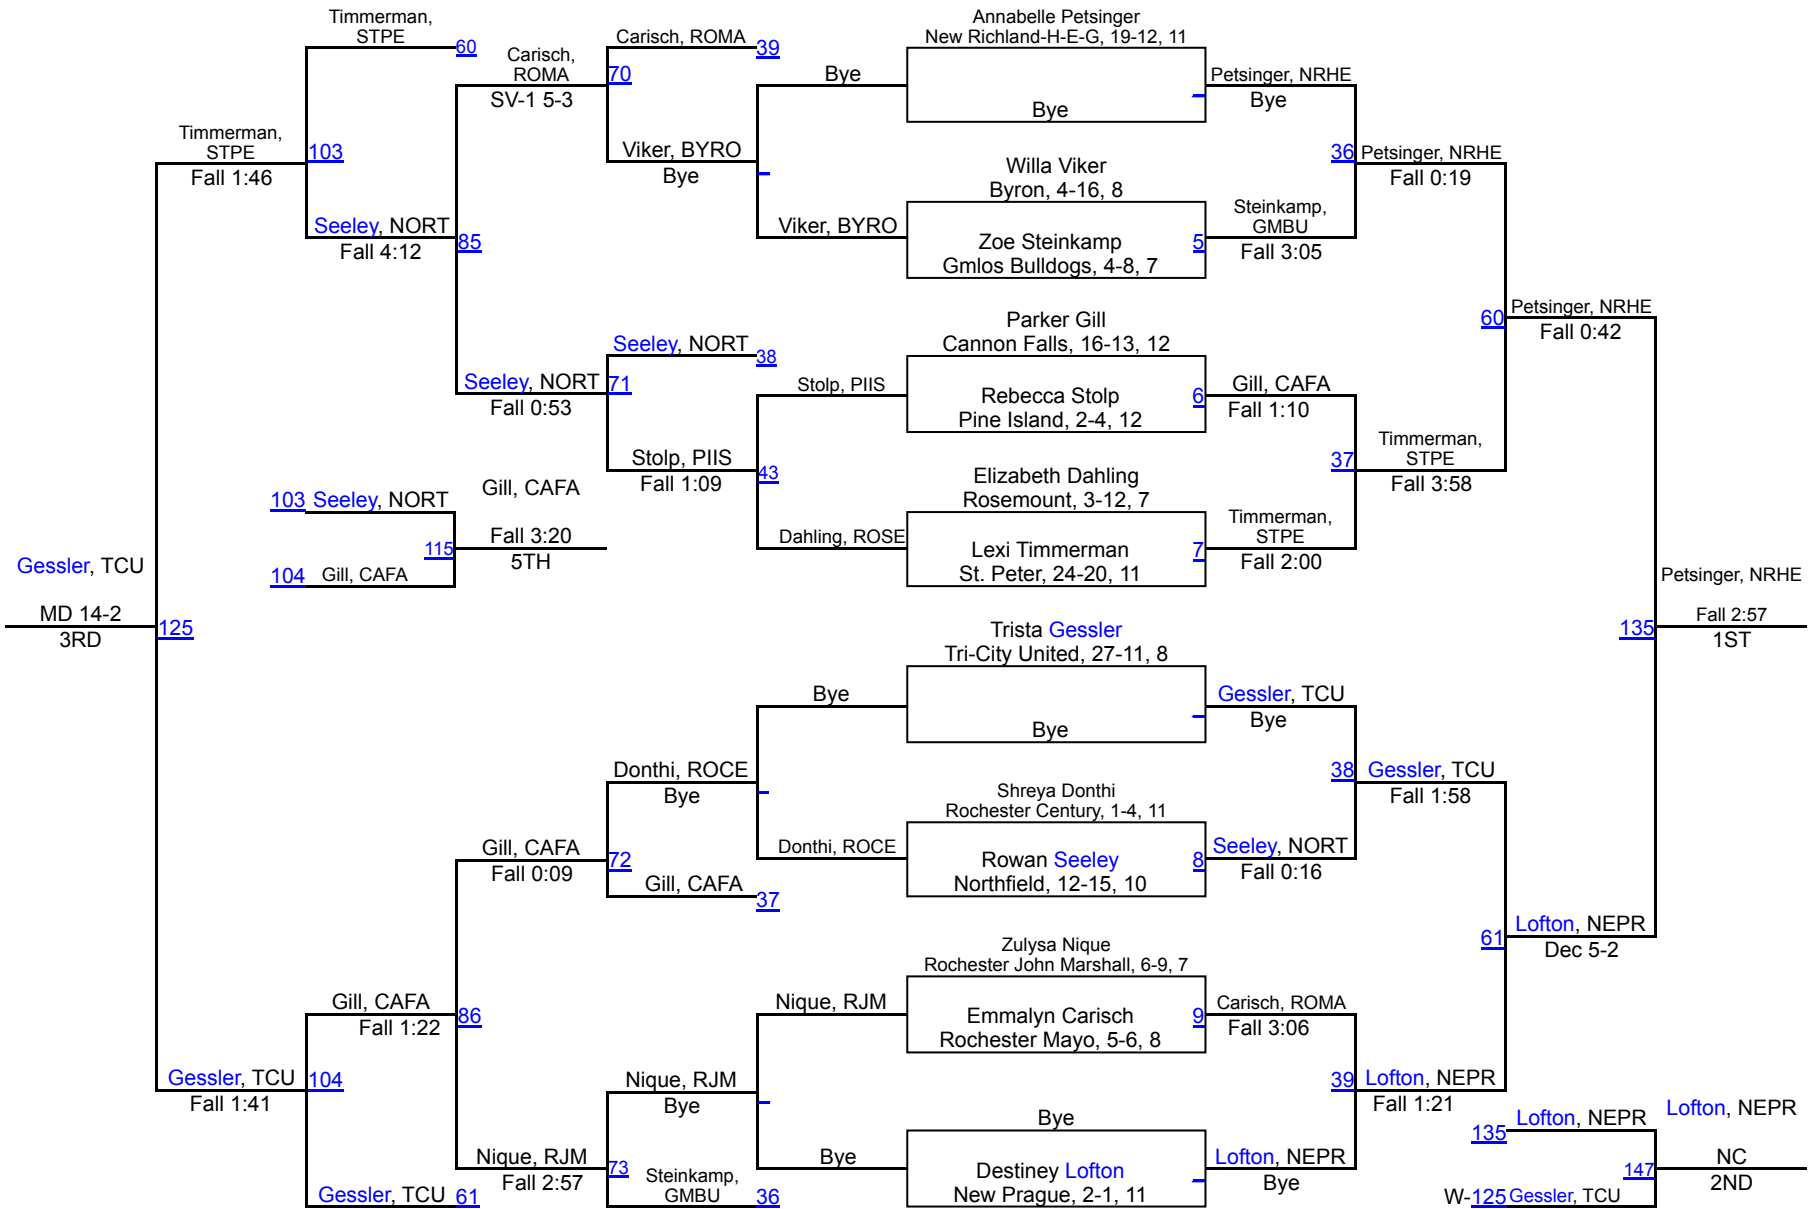 Timmerman,
STPE
60
Carisch,
ROMA
SV-1 5-3
Carisch, ROMA
39
70
Annabelle Petsinger
New Richland-H-E-G, 19-12, 11
Bye
Bye
Petsinger, NRHE
Bye
Timmerman,
STPE
Fall 1:46
103
Viker, BYRO
Bye
Willa Viker
Byron, 4-16, 8
36
Petsinger, NRHE
Fall 0:19
Seeley, NORT
Fall 4:12
85
Viker, BYRO
Zoe Steinkamp
Gmlos Bulldogs, 4-8, 7
5
Steinkamp,
GMBU
Fall 3:05
Parker Gill
Cannon Falls, 16-13, 12
60
Petsinger, NRHE
Fall 0:42
Seeley, NORT
38
Seeley, NORT
Fall 0:53
71
Stolp, PIIS
Rebecca Stolp
Pine Island, 2-4, 12
6
Gill, CAFA
Fall 1:10
Stolp, PIIS
Fall 1:09
43
Elizabeth Dahling
Rosemount, 3-12, 7
37
Timmerman,
STPE
Fall 3:58
103 Seeley, NORT
Gill, CAFA
Fall 3:20
5TH
115
104 Gill, CAFA
Dahling, ROSE
Lexi Timmerman
St. Peter, 24-20, 11
7
Timmerman,
STPE
Fall 2:00
Gessler, TCU
MD 14-2
3RD
125
Petsinger, NRHE
Fall 2:57
1ST
135
Trista Gessler
Tri-City United, 27-11, 8
Bye
Bye
Gessler, TCU
Bye
Donthi, ROCE
Bye
Shreya Donthi
Rochester Century, 1-4, 11
38
Gessler, TCU
Fall 1:58
Gill, CAFA
Fall 0:09
72
Donthi, ROCE
Rowan Seeley
Northfield, 12-15, 10
8
Seeley, NORT
Fall 0:16
Gill, CAFA
37
61
Lofton, NEPR
Dec 5-2
Zulysa Nique
Rochester John Marshall, 6-9, 7
Gill, CAFA
Fall 1:22
86
Nique, RJM
Emmalyn Carisch
Rochester Mayo, 5-6, 8
9
Carisch, ROMA
Fall 3:06
Gessler, TCU
Fall 1:41
104
Nique, RJM
Bye
Bye
39
Lofton, NEPR
Fall 1:21
Nique, RJM
Fall 2:57
73
Bye
Destiney Lofton
New Prague, 2-1, 11
Lofton, NEPR
Bye
Gessler, TCU
61
Steinkamp,
GMBU
36
135
Lofton, NEPR
Lofton, NEPR
NC
2ND
147
W-125 Gessler, TCU